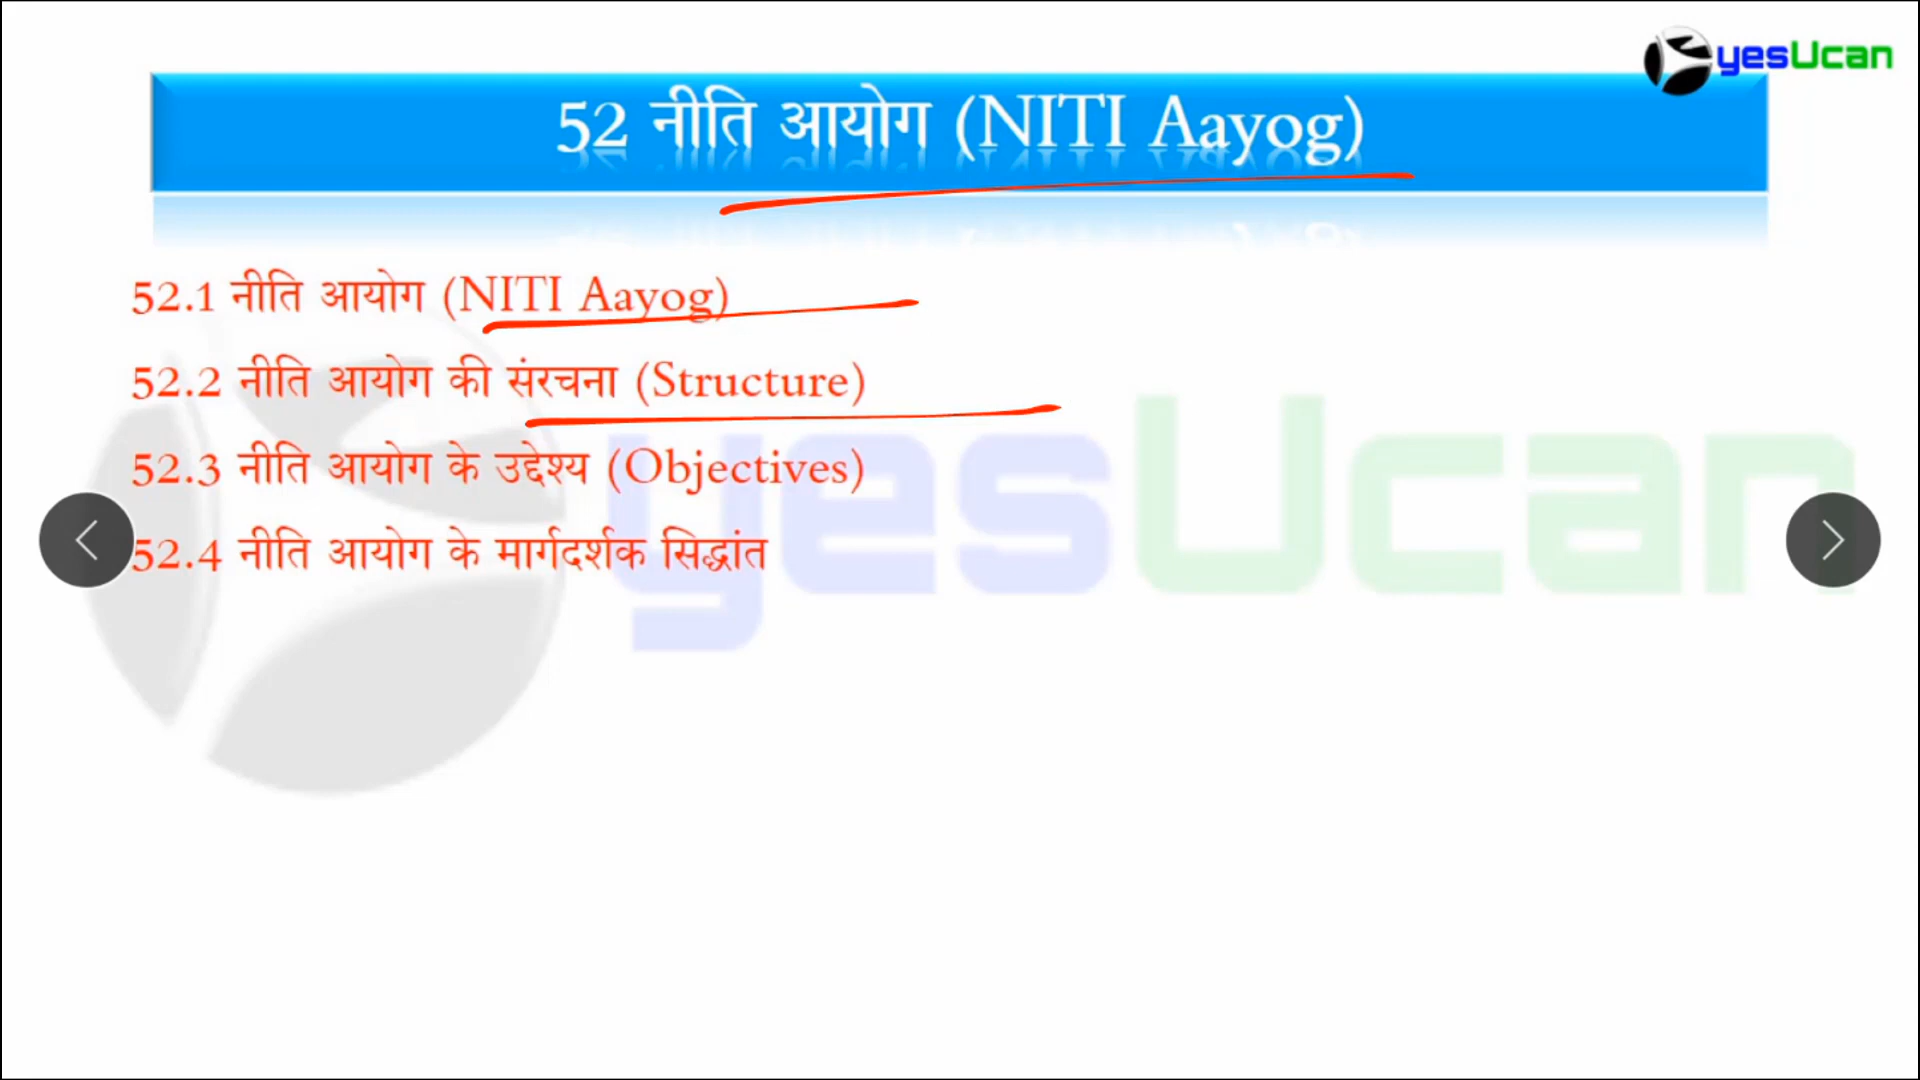 yesUcan
52 नीति आयोग (NITI Aayog)
52.1 नीति आयोग (NITI Aayog)
52.2 नीति आयोग की संरचना (Structure)
52.3 नीति आयोग के उद्देश्य (Objectives)
52.4 नीति आयोग के मार्गदर्शक सिद्धांत
yesUcan